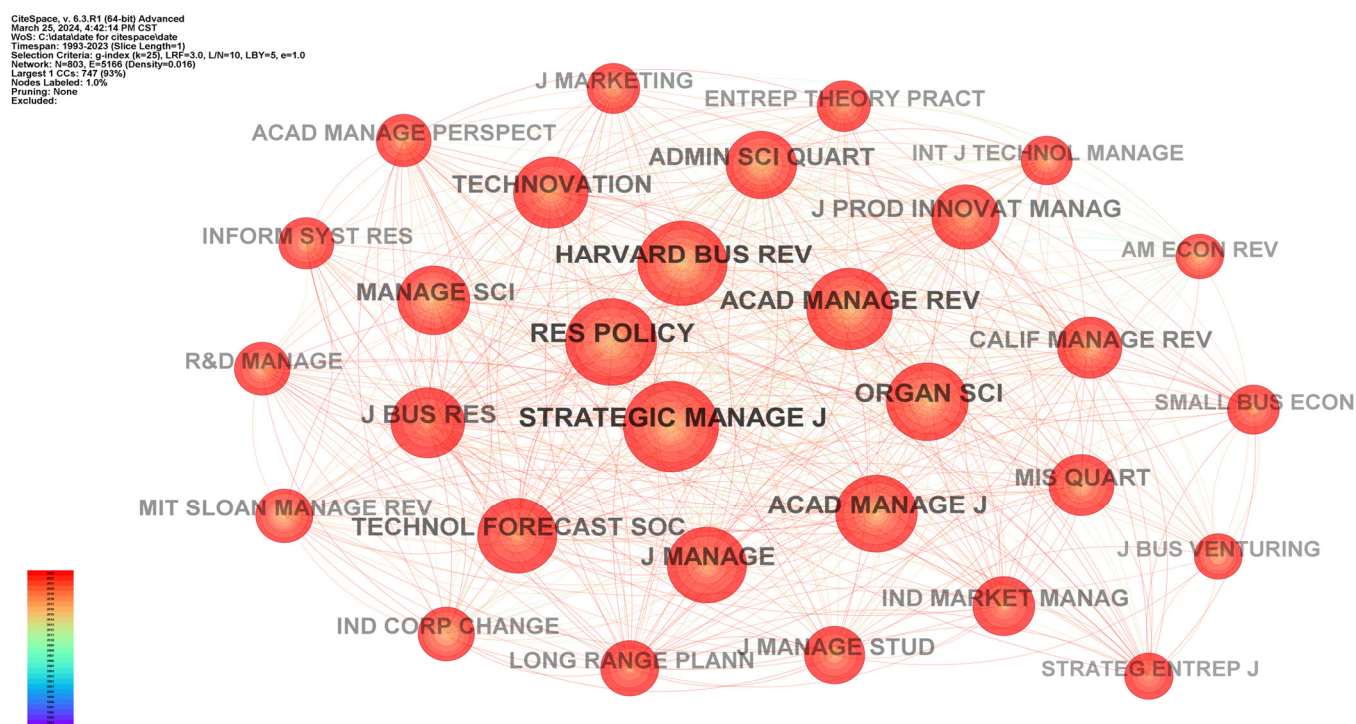 CiteSpace, v. 6.3.R1 (64-bit) Advanced
March 25, 2024, 4:42:14 PM CST
WoS: C:\data\date for citespace\date
Timespan: 1993-2023 (Slice Length=1)
Selection Criteria: g-index (k=25), LRF=3.0, L/N=10, LBY=5, e=1.0
Network: N=803, E=5166 (Density=0.016)
Largest 1 CCs: 747 (93%)
Nodes Labeled: 1.0%
Pruning: None
Excluded:
J MARKETING
ENTREP THEORY PRACT
ACAD MANAGE PERSPECT
ADMIN SCI QUART
INT J TECHNOL MANAGE
TECHNOVATION
J PROD INNOVAT MANAG
INFORM SYST RES
HARVARD BUS REV
AM ECON REV
MANAGE SCI
ACAD MANAGE REV
RES POLICY
CALIF MANAGE REV
R&D MANAGE
ORGAN SCI
SMALL BUS ECON
J BUS RES
STRATEGIC MANAGE J
MIS QUART
MIT SLOAN MANAGE REV
ACAD MANAGE J
TECHNOL FORECAST SOC
J BUS VENTURING
J MANAGE
IND MARKET MANAG
IND CORP CHANGE
J MANAGE STUD
LONG RANGE PLANN
STRATEG ENTREP J